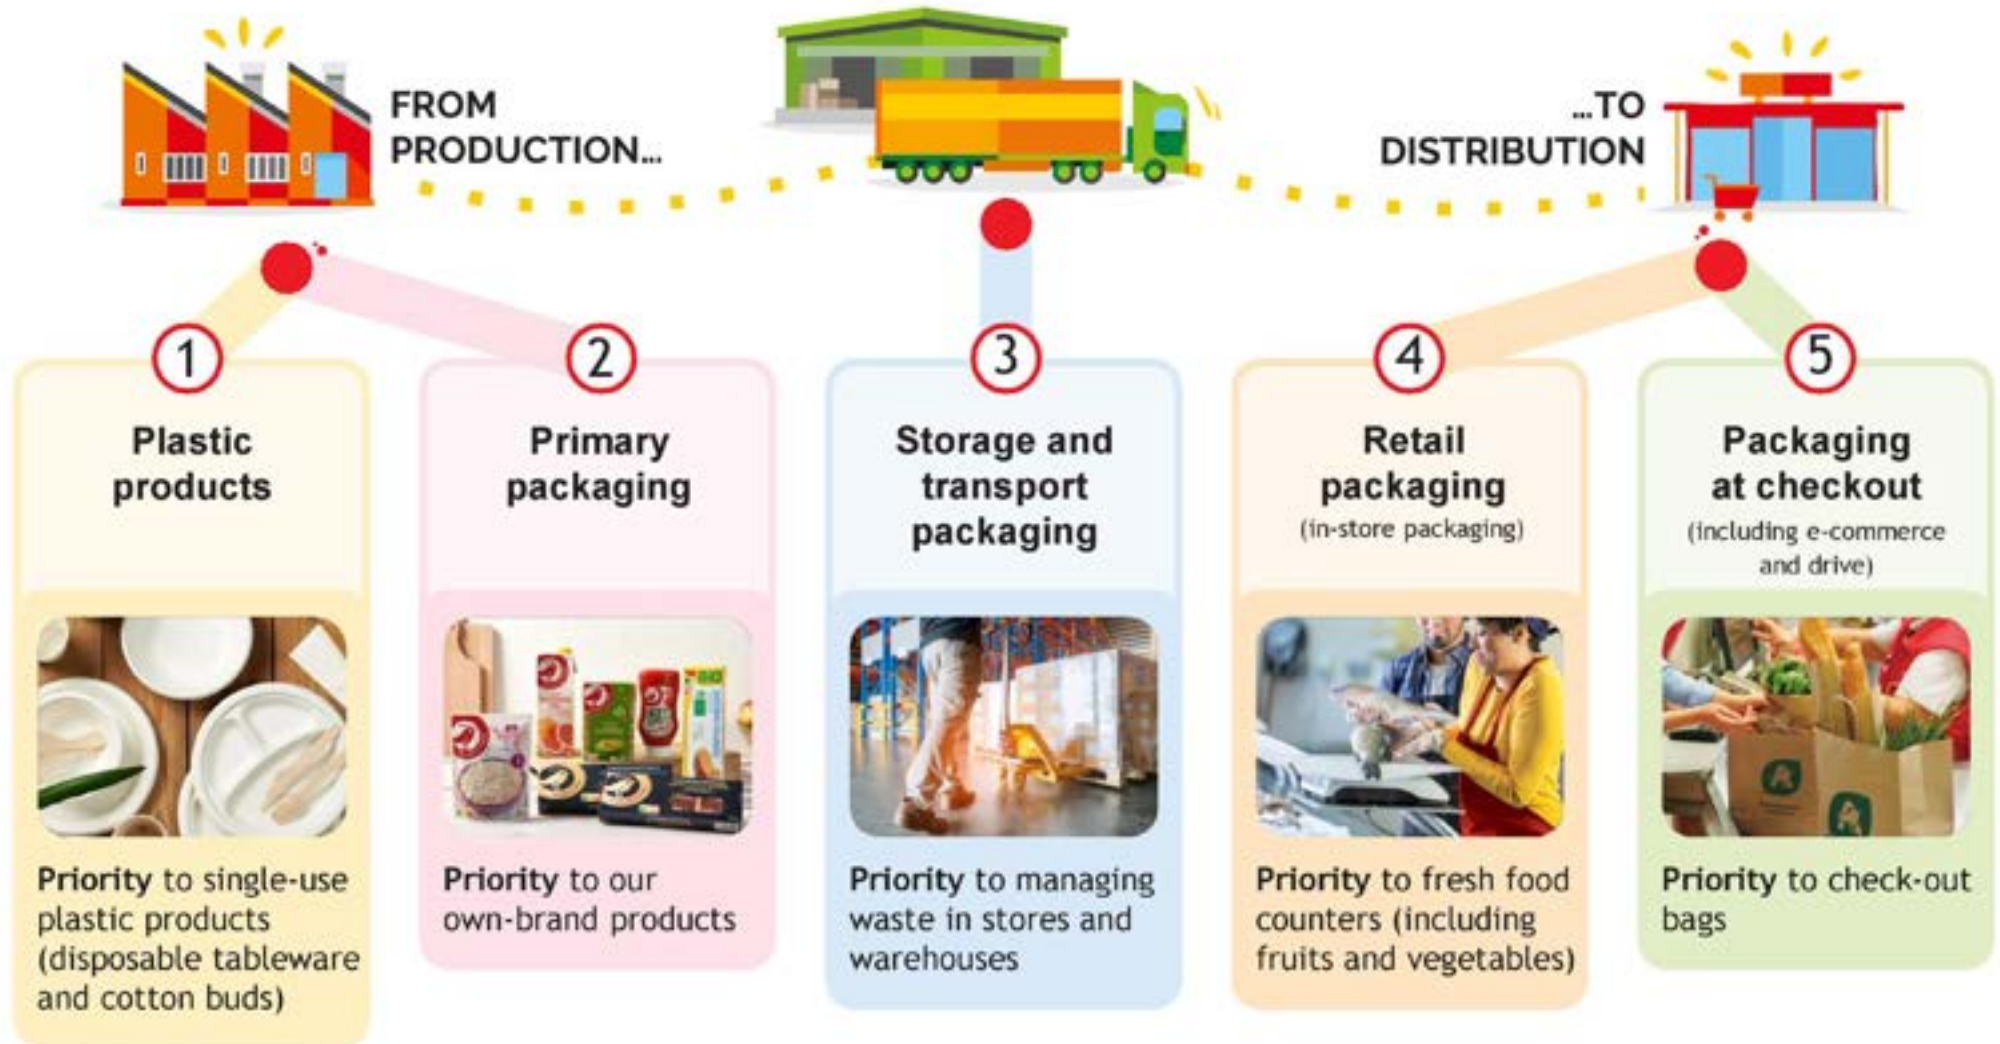 FROM
PRODUCTION...
...TO
DISTRIBUTION
1
Plastic
products
Priority to single-use
plastic products
(disposable tableware
and cotton buds)
2
Primary
packaging
BIO
Priority to our
own-brand products
3
Storage and
transport
packaging
Priority to managing
waste in stores and
warehouses
4
Retail
packaging
(in-store packaging)
Priority to fresh food
counters (including
fruits and vegetables)
5
Packaging
at checkout
(including e-commerce
and drive)
Priority to check-out
bags